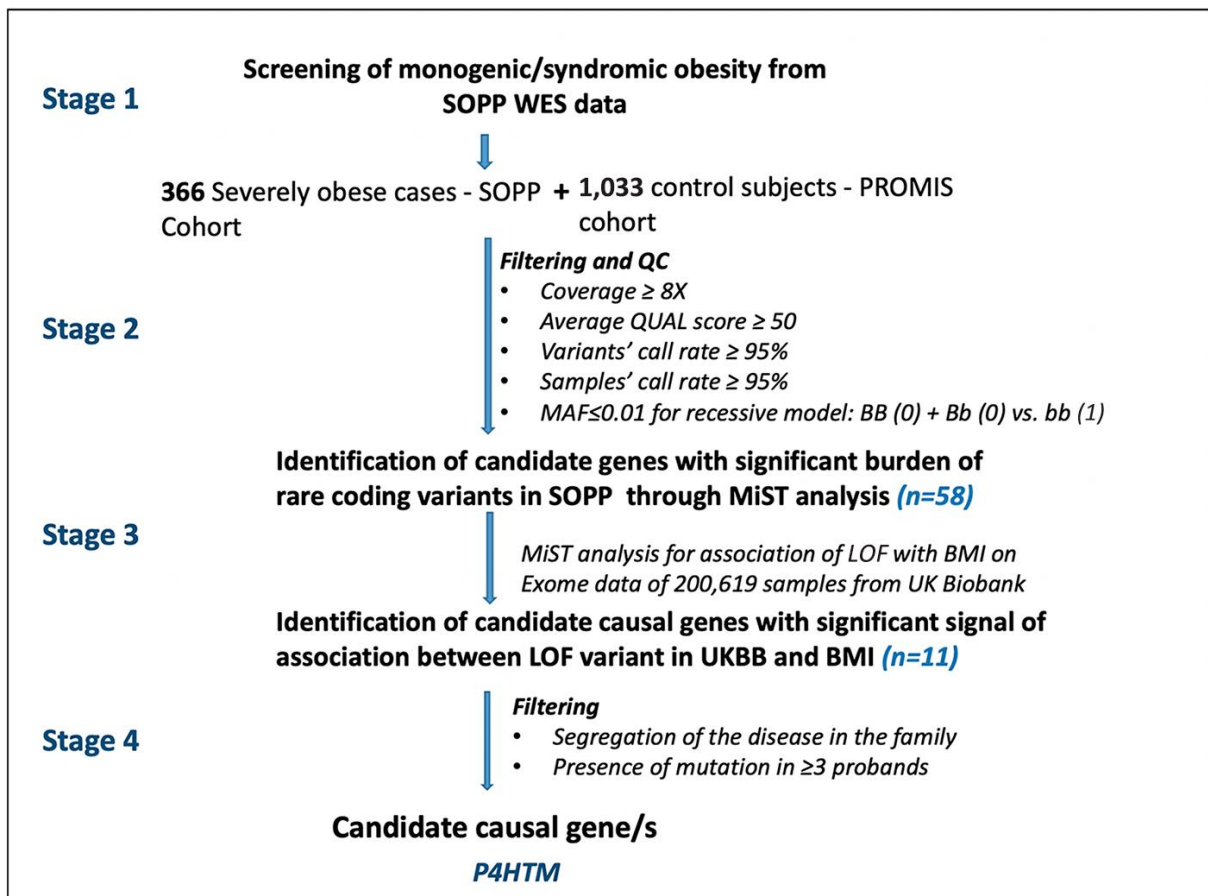 Stage 1
Screening of monogenic/syndromic obesity from
SOPP WES data
366 Severely obese cases - SOPP
Cohort
+
1,033 control subjects - PROMIS
cohort
Stage 2
Filtering and QC
• Coverage ≥ 8X
• Average QUAL score ≥ 50
• Variants’ call rate ≥ 95%
• Samples’ call rate ≥ 95%
• MAF≤0.01 for recessive model: BB (0) + Bb (0) vs. bb (1)
Identification of candidate genes with significant burden of
rare coding variants in SOPP through MiST analysis (n=58)
Stage 3
MiST analysis for association of LOF with BMI on
Exome data of 200,619 samples from UK Biobank
Identification of candidate causal genes with significant signal of
association between LOF variant in UKBB and BMI (n=11)
Stage 4
Filtering
• Segregation of the disease in the family
• Presence of mutation in ≥3 probands
Candidate causal gene/s
P4HTM